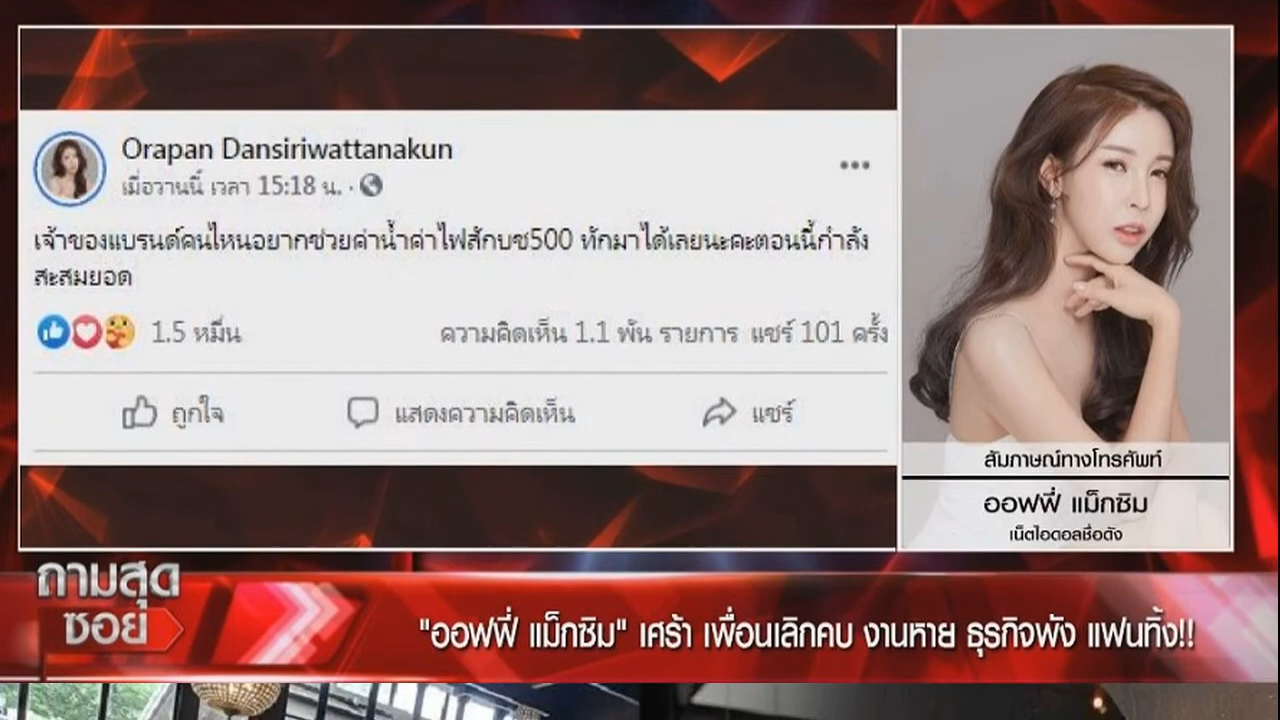 Orapan Dansiriwattanakun
เมื่อวานนี้ เวลา 15:18 น. ·
เจ้าของแบรนด์คนไหนอยากช่วยค่าน้ำค่าไฟสักบซ500 ทักมาได้เลยนะคะตอนนี้กำลัง
สะสมยอด
1.5 หมื่น ความคิดเห็น 1.1 พัน รายการ แชร์ 101 ครั้ง
ถูกใจ แสดงความคิดเห็น แชร์
สัมภาษณ์ทางโทรศัพท์
ออฟฟี่ แม็กซิม
เน็ตไอดอลชื่อดัง
ถามสุด
ซอย
"ออฟฟี่ แม็กซิม" เศร้า เพื่อนเลิกคบ งานหาย ธุรกิจพัง แฟนทิ้ง!!